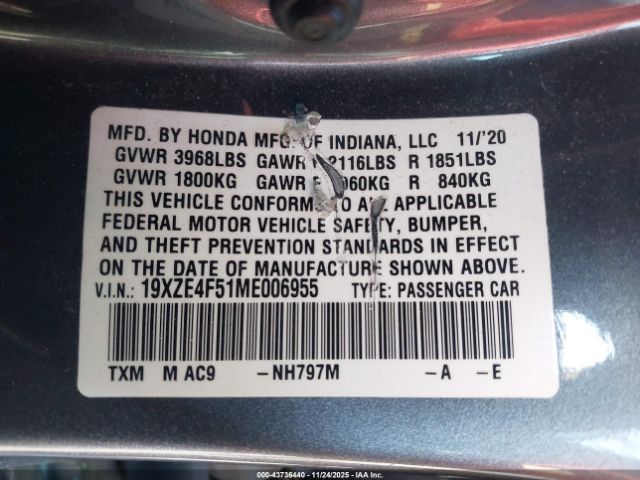 MFD. BY HONDA MFG. OF INDIANA, LLC 11/'20
GVWR 3968LBS GAWR 2116LBS R 1851LBS
GVWR 1800KG GAWR 960KG R 840KG
THIS VEHICLE CONFORMS TO ALL APPLICABLE
FEDERAL MOTOR VEHICLE SAFETY, BUMPER,
AND THEFT PREVENTION STANDARDS IN EFFECT
ON THE DATE OF MANUFACTURE SHOWN ABOVE.
V.I.N.: 19XZE4F51ME006955 TYPE: PASSENGER CAR
TXM M AC9 -NH797M -A -E
© 000-43736440 - 11/24/2025 - IAA Inc.